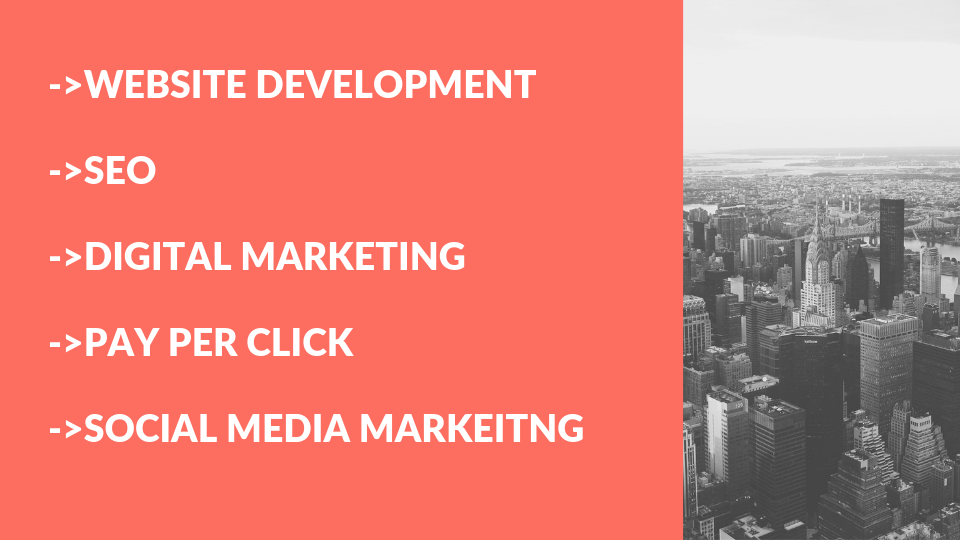 ->WEBSITE DEVELOPMENT
->SEO
->DIGITAL MARKETING
->PAY PER CLICK
->SOCIAL MEDIA MARKEITNG